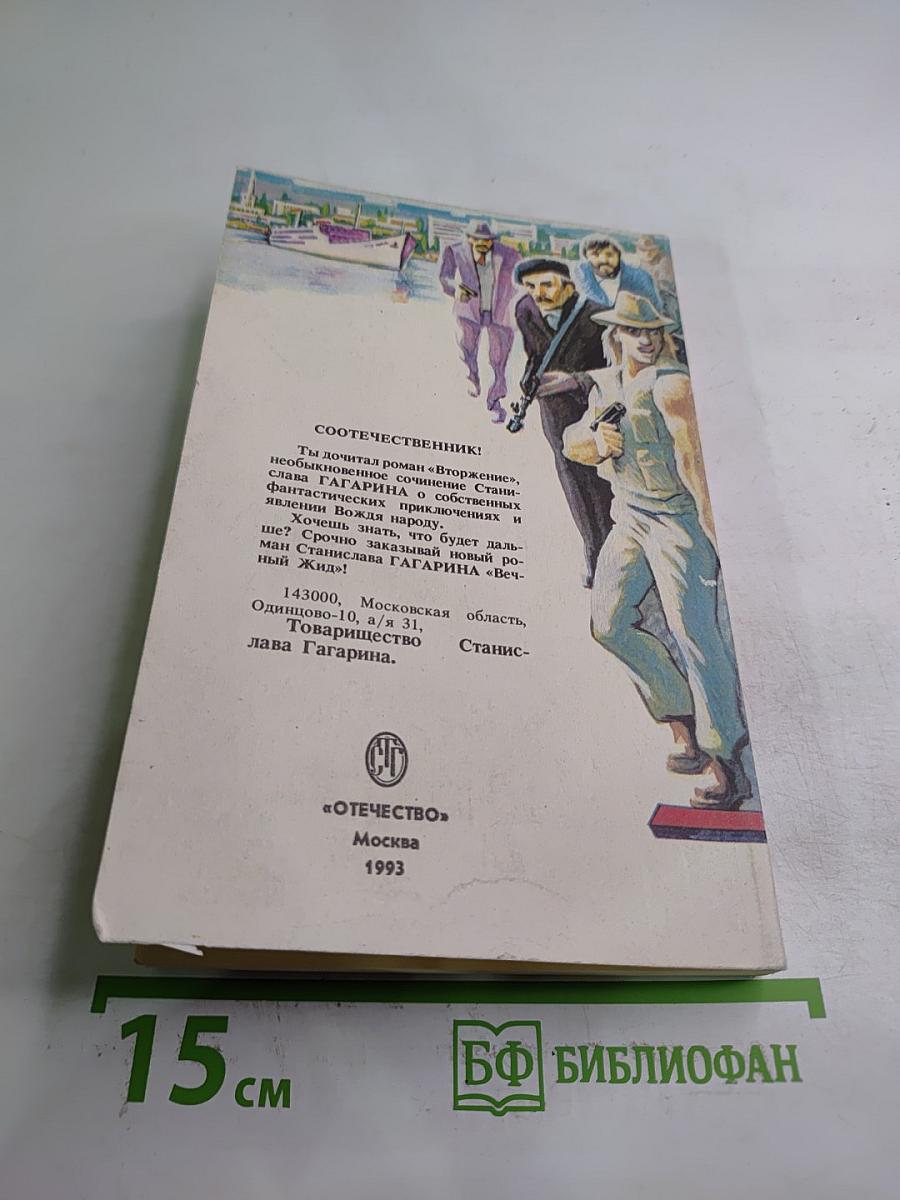 СООТЕЧЕСТВЕННИК!
Ты дочитал роман «Вторжение»,
необыкновенное сочинение Стани-
слава ГАГАРИНА о собственных
фантастических приключениях и
явлении Вождя народу.
Хочешь знать, что будет даль-
ше? Срочно заказывай новый ро-
ман Станислава ГАГАРИНА «Веч-
ный Жид»!
143000, Московская область,
Одинцово-10, а/я 31,
Товарищество Станис-
лава Гагарина.
СТГ
«ОТЕЧЕСТВО»
Москва
1993
15 см
БФ БИБЛИОФАН